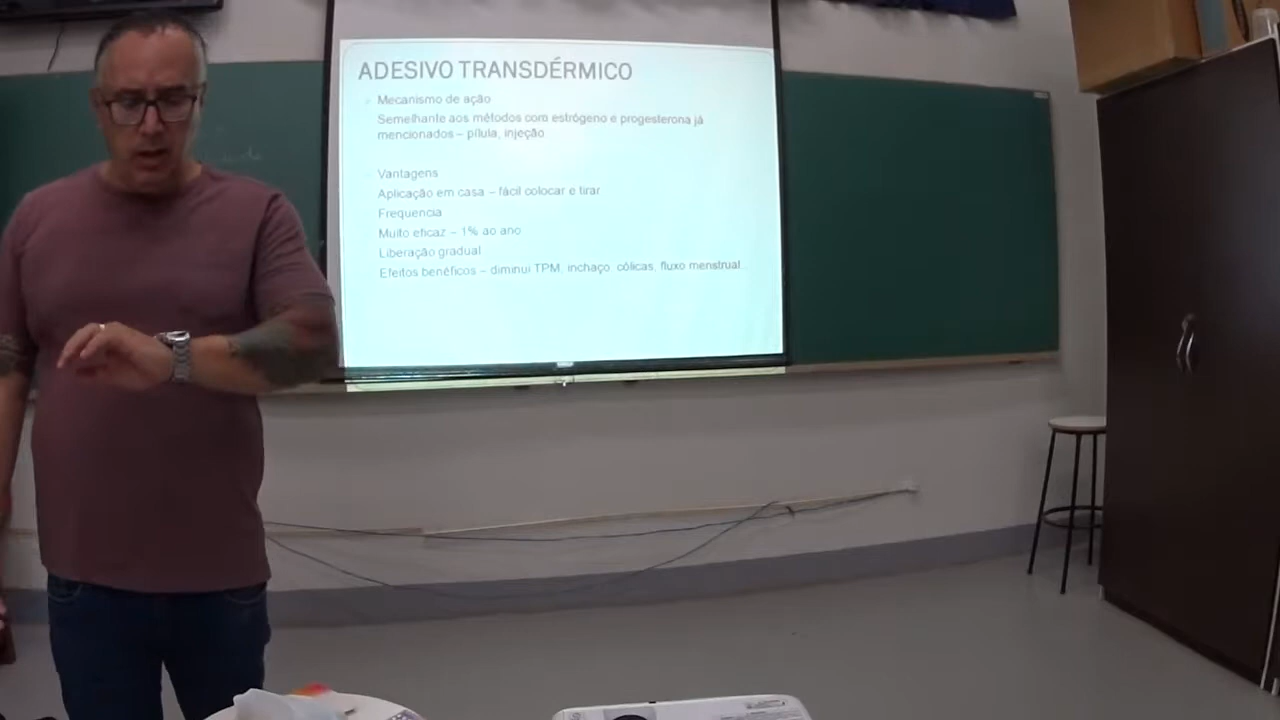 ADESIVO TRANSDÉRMICO
Mecanismo de ação
Semelhante aos métodos com estrógeno e progesterona já
mencionados – pílula, injeção
Vantagens
Aplicação em casa – fácil colocar e tirar
Frequencia
Muito eficaz – 1% ao ano
Liberação gradual
Efeitos benéficos – diminui TPM, inchaço, cólicas, fluxo menstrual